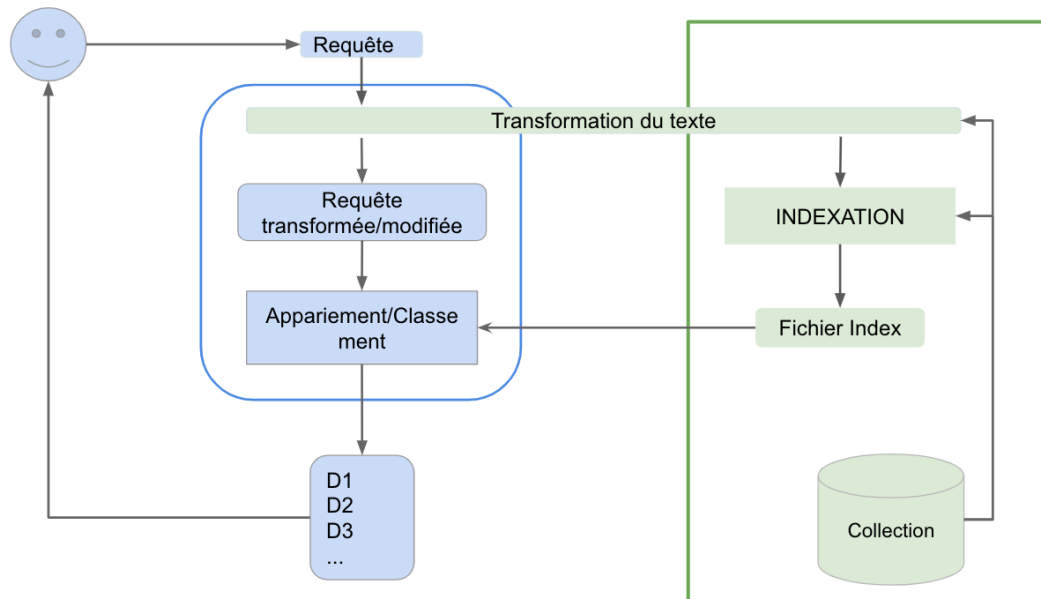 Requête
Transformation du texte
Requête
transformée/modifiée
INDEXATION
Appariement/Classe
ment
Fichier Index
D1
D2
D3
...
Collection